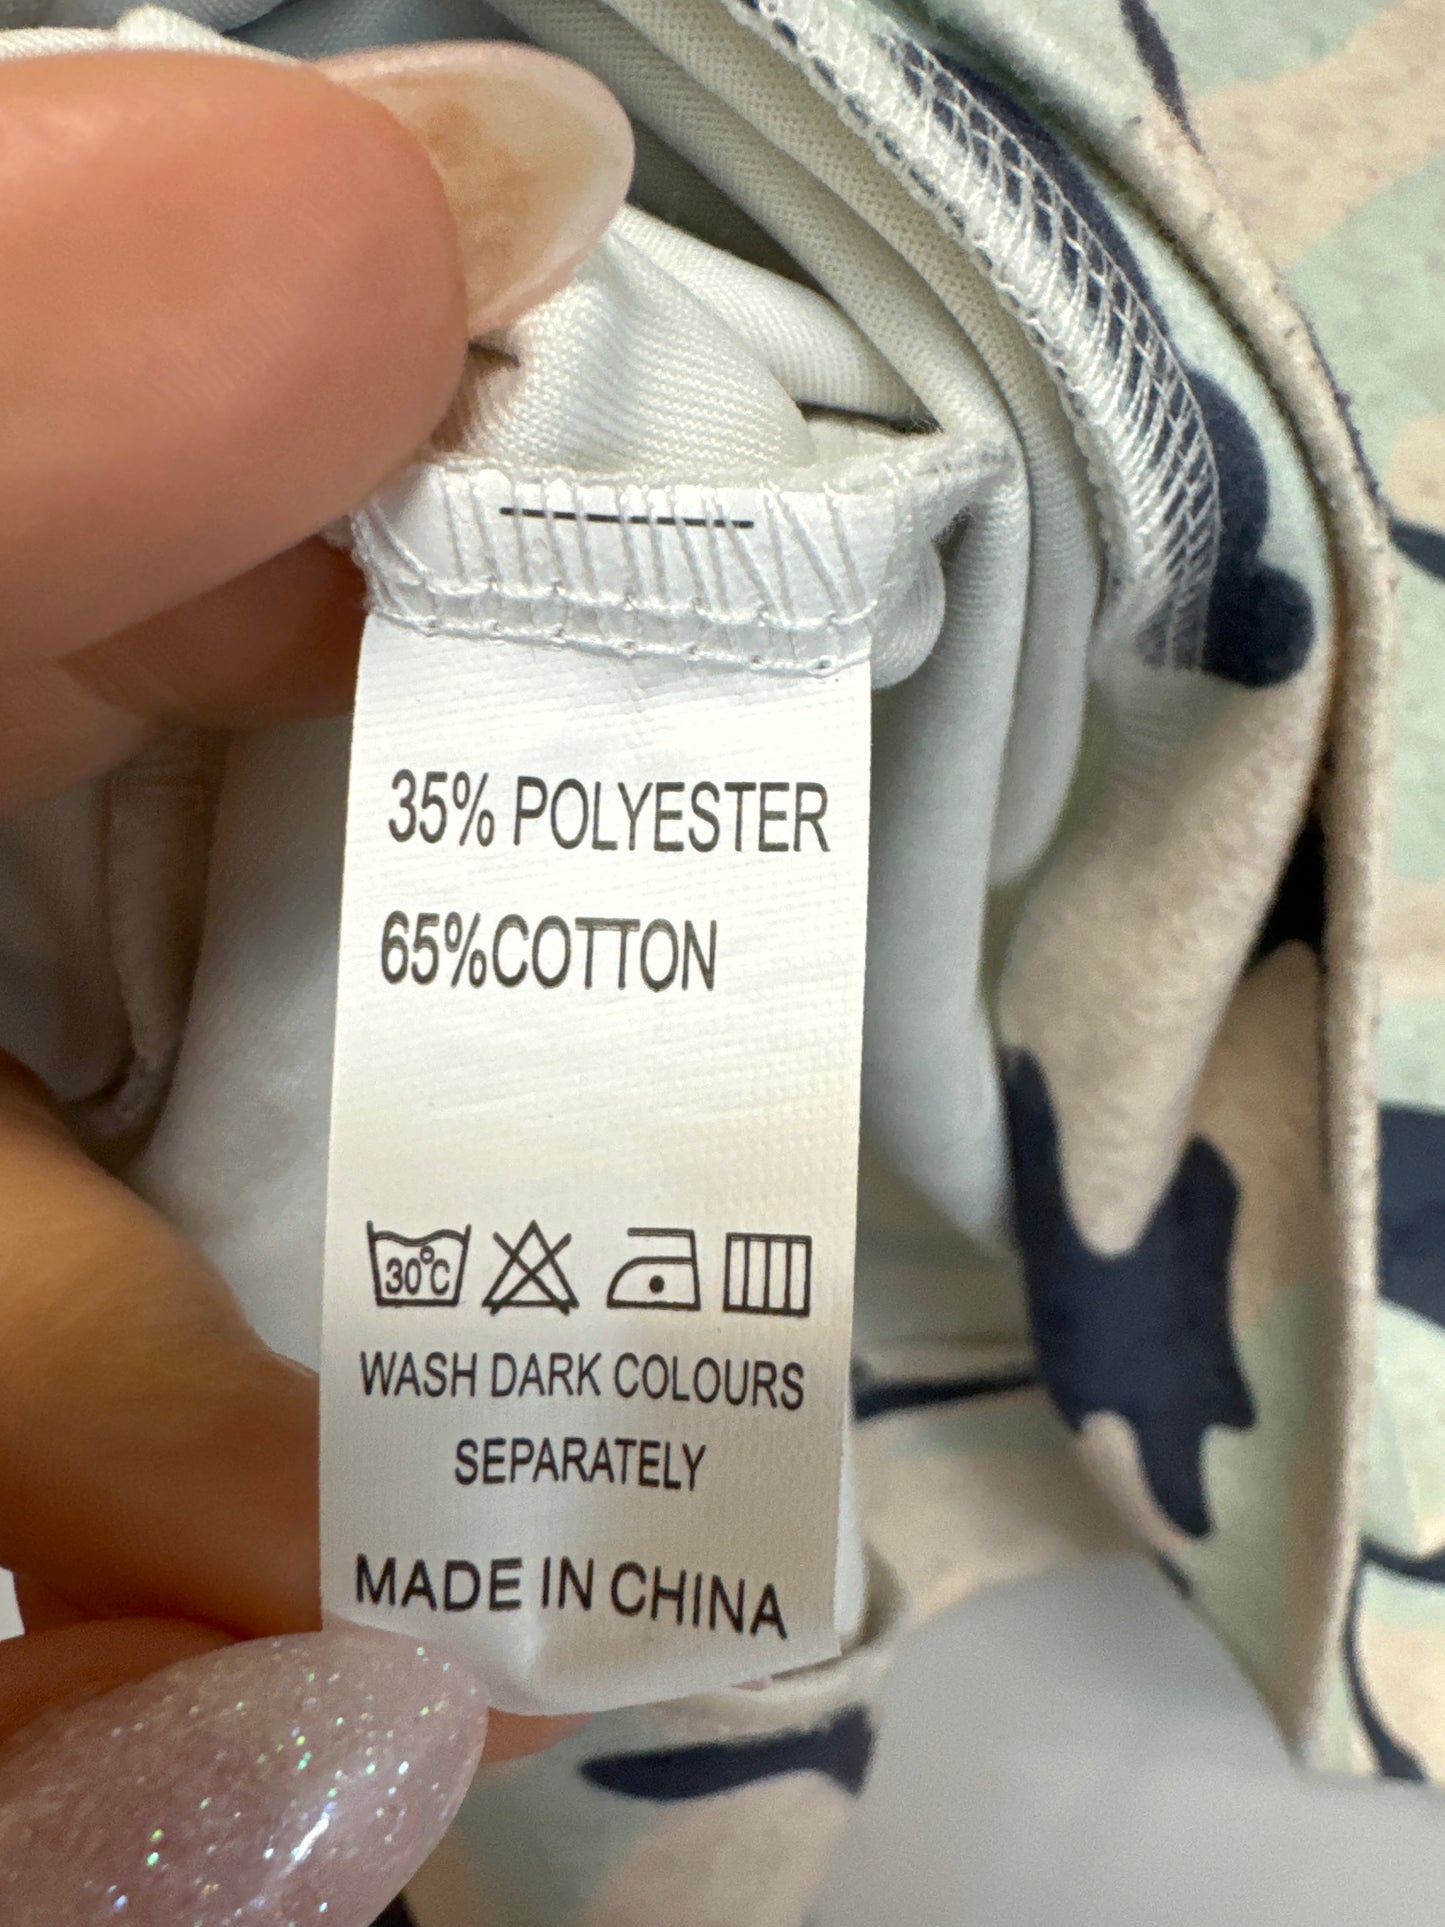 35% POLYESTER
65%COTTON
30°C
WASH DARK COLOURS
SEPARATELY
MADE IN CHINA